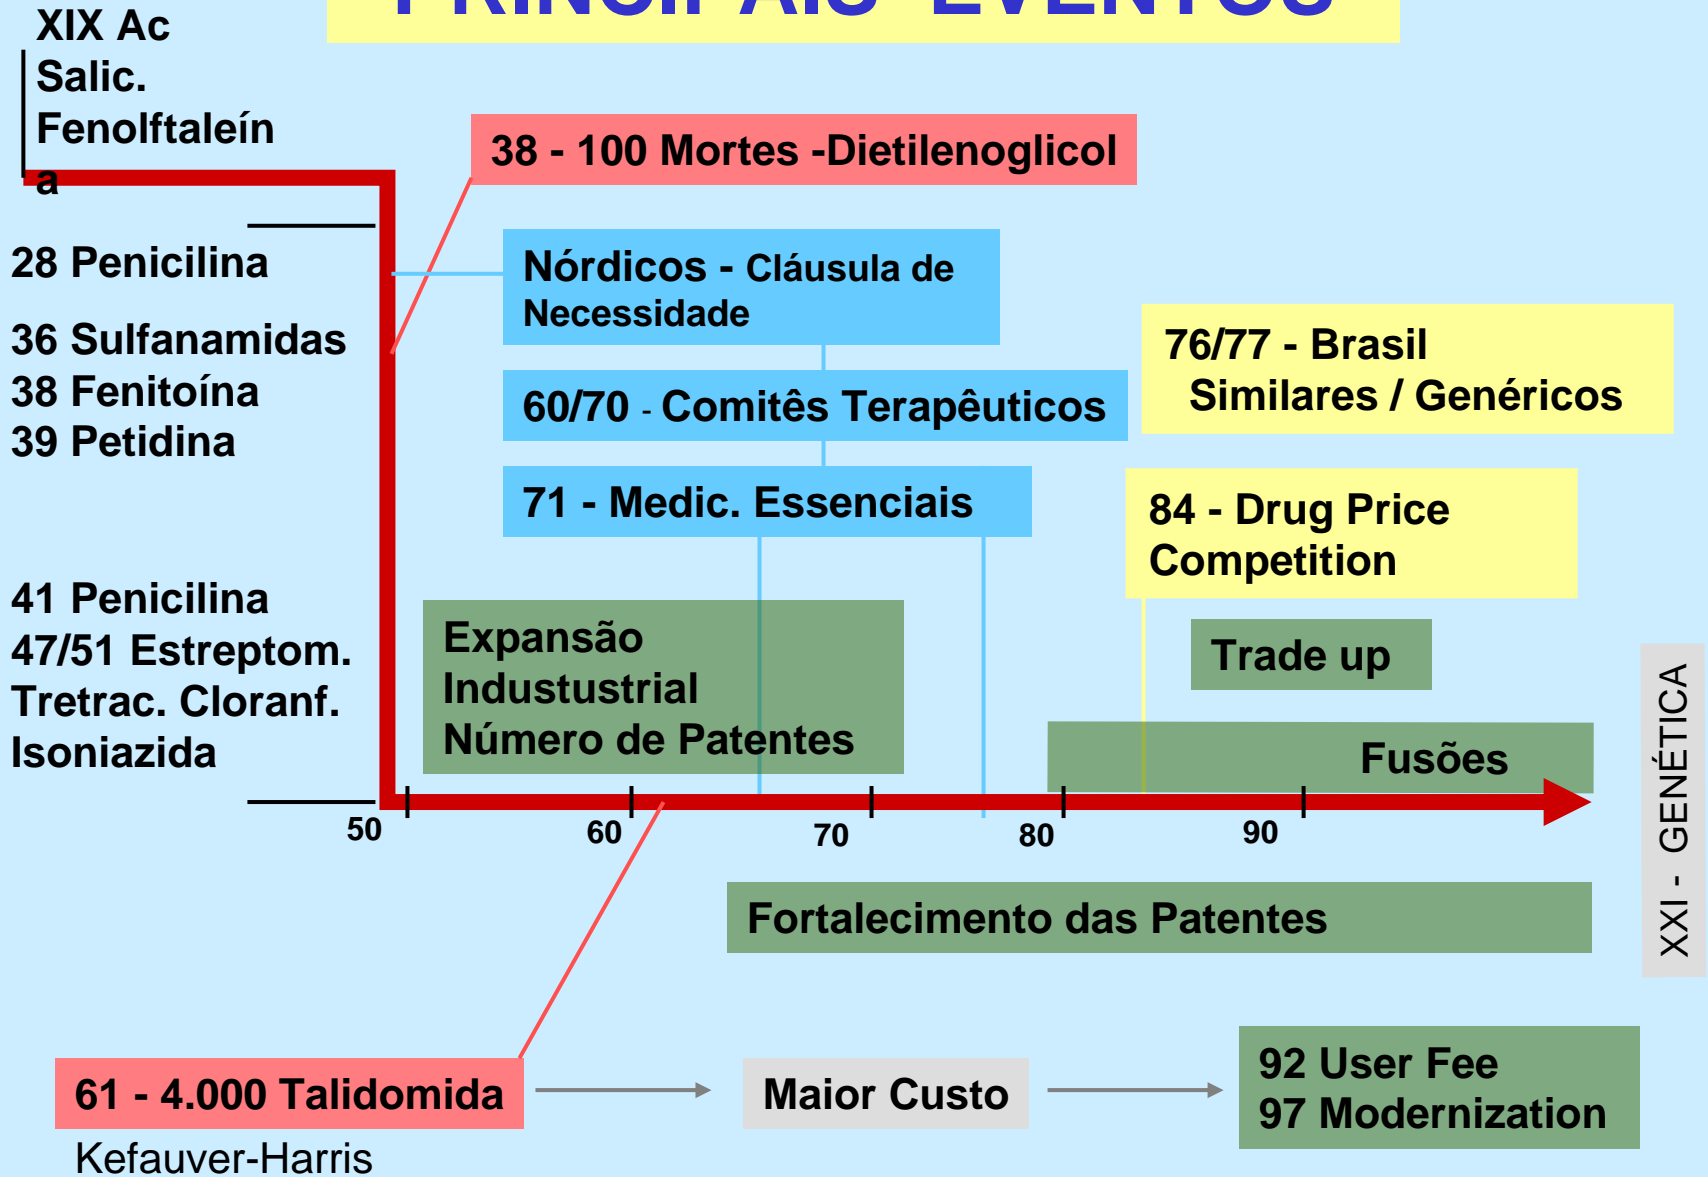 PRINCIPAIS EVENTOS
XIX Ac
Salic.
Fenolftaleín
a
38 - 100 Mortes -Dietilenoglicol
28 Penicilina
Nórdicos - Cláusula de
Necessidade
36 Sulfanamidas
38 Fenitoína
39 Petidina
76/77 - Brasil
Similares / Genéricos
60/70 - Comitês Terapêuticos
71 - Medic. Essenciais
84 - Drug Price
Competition
41 Penicilina
47/51 Estreptom.
Tretrac. Cloranf.
Isoniazida
Expansão
Industustrial
Número de Patentes
Trade up
Fusões
XXI - GENÉTICA
50
60
70
80
90
Fortalecimento das Patentes
61 - 4.000 Talidomida
Kefauver-Harris
Maior Custo
92 User Fee
97 Modernization